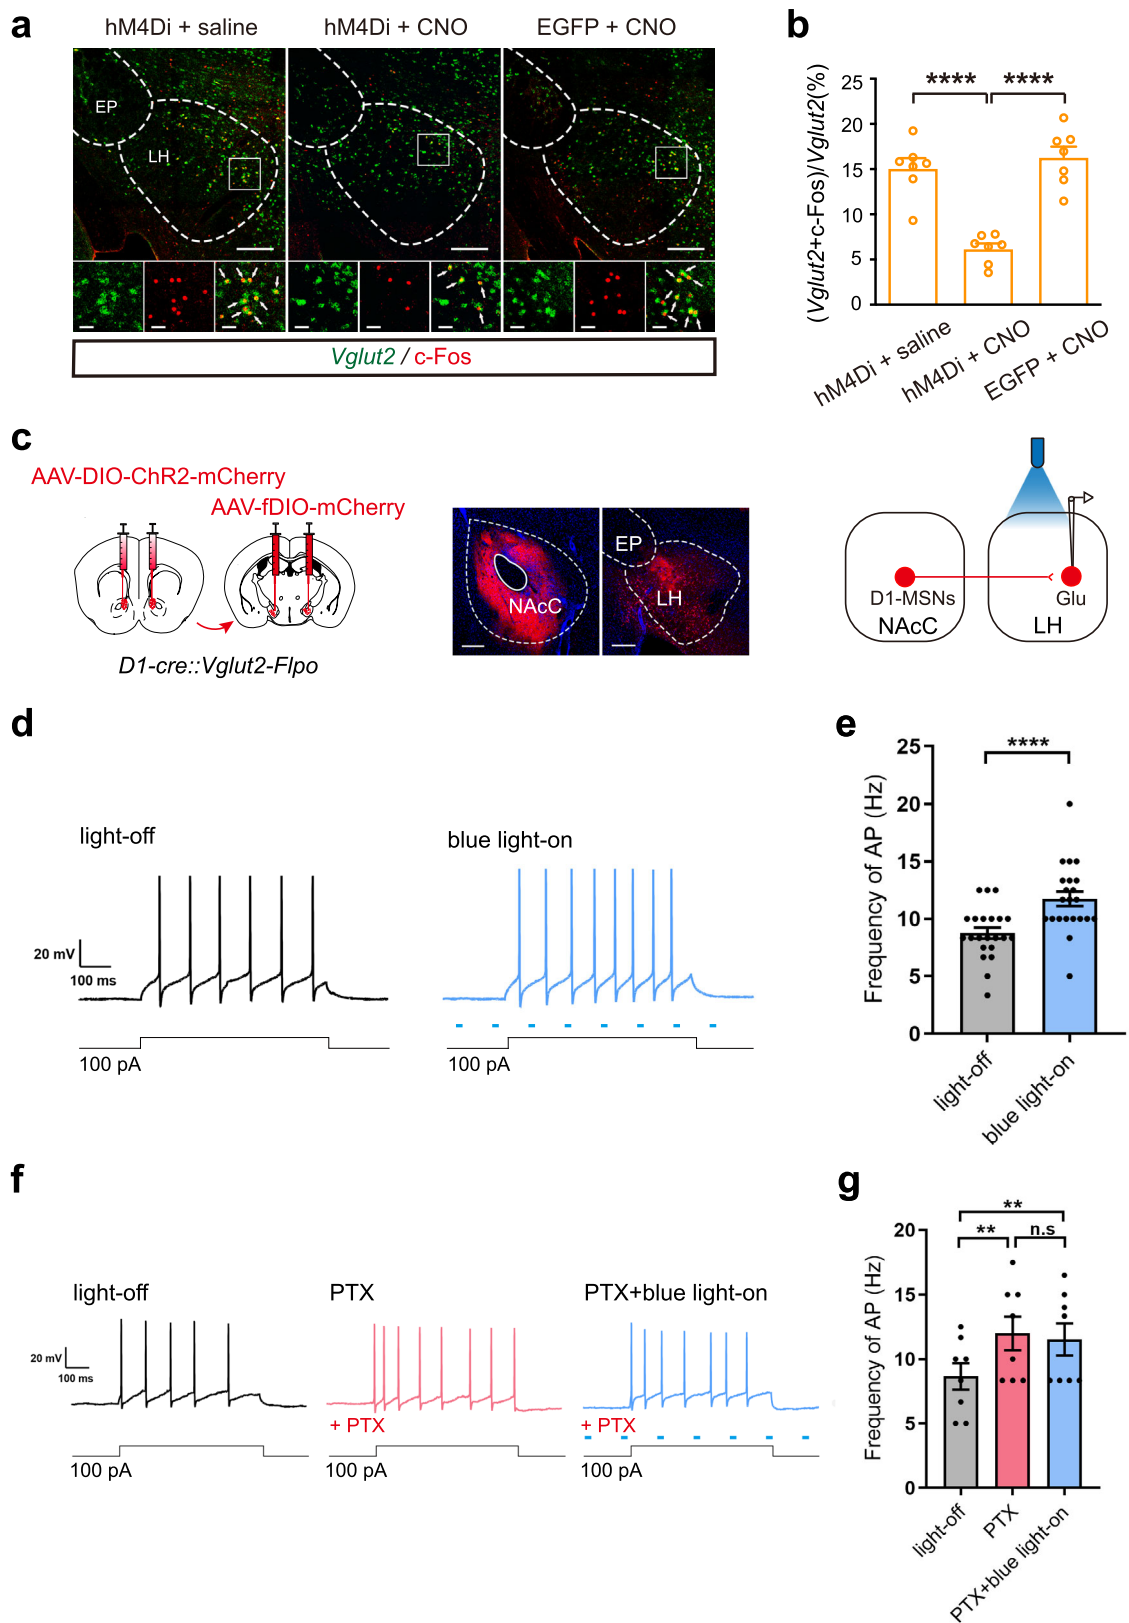 a
hM4Di + saline
hM4Di + CNO
EGFP + CNO
EP
LH
Vglut2 / c-Fos
b
(Vglut2+c-Fos)/Vglut2(%)
25
20
15
10
5
0
**** ****
hM4Di + saline
hM4Di + CNO
EGFP + CNO
c
AAV-DIO-ChR2-mCherry
AAV-fDIO-mCherry
D1-cre::Vglut2-Flpo
NAcC
EP
LH
D1-MSNs
NAcC
Glu
LH
d
light-off
20 mV
100 ms
100 pA
blue light-on
100 pA
e
Frequency of AP (Hz)
25
20
15
10
5
0
****
light-off
blue light-on
f
light-off
20 mV
100 ms
100 pA
PTX
+ PTX
100 pA
PTX+blue light-on
+ PTX
100 pA
g
Frequency of AP (Hz)
20
15
10
5
0
**
** n.s
light-off
PTX
PTX+blue light-on